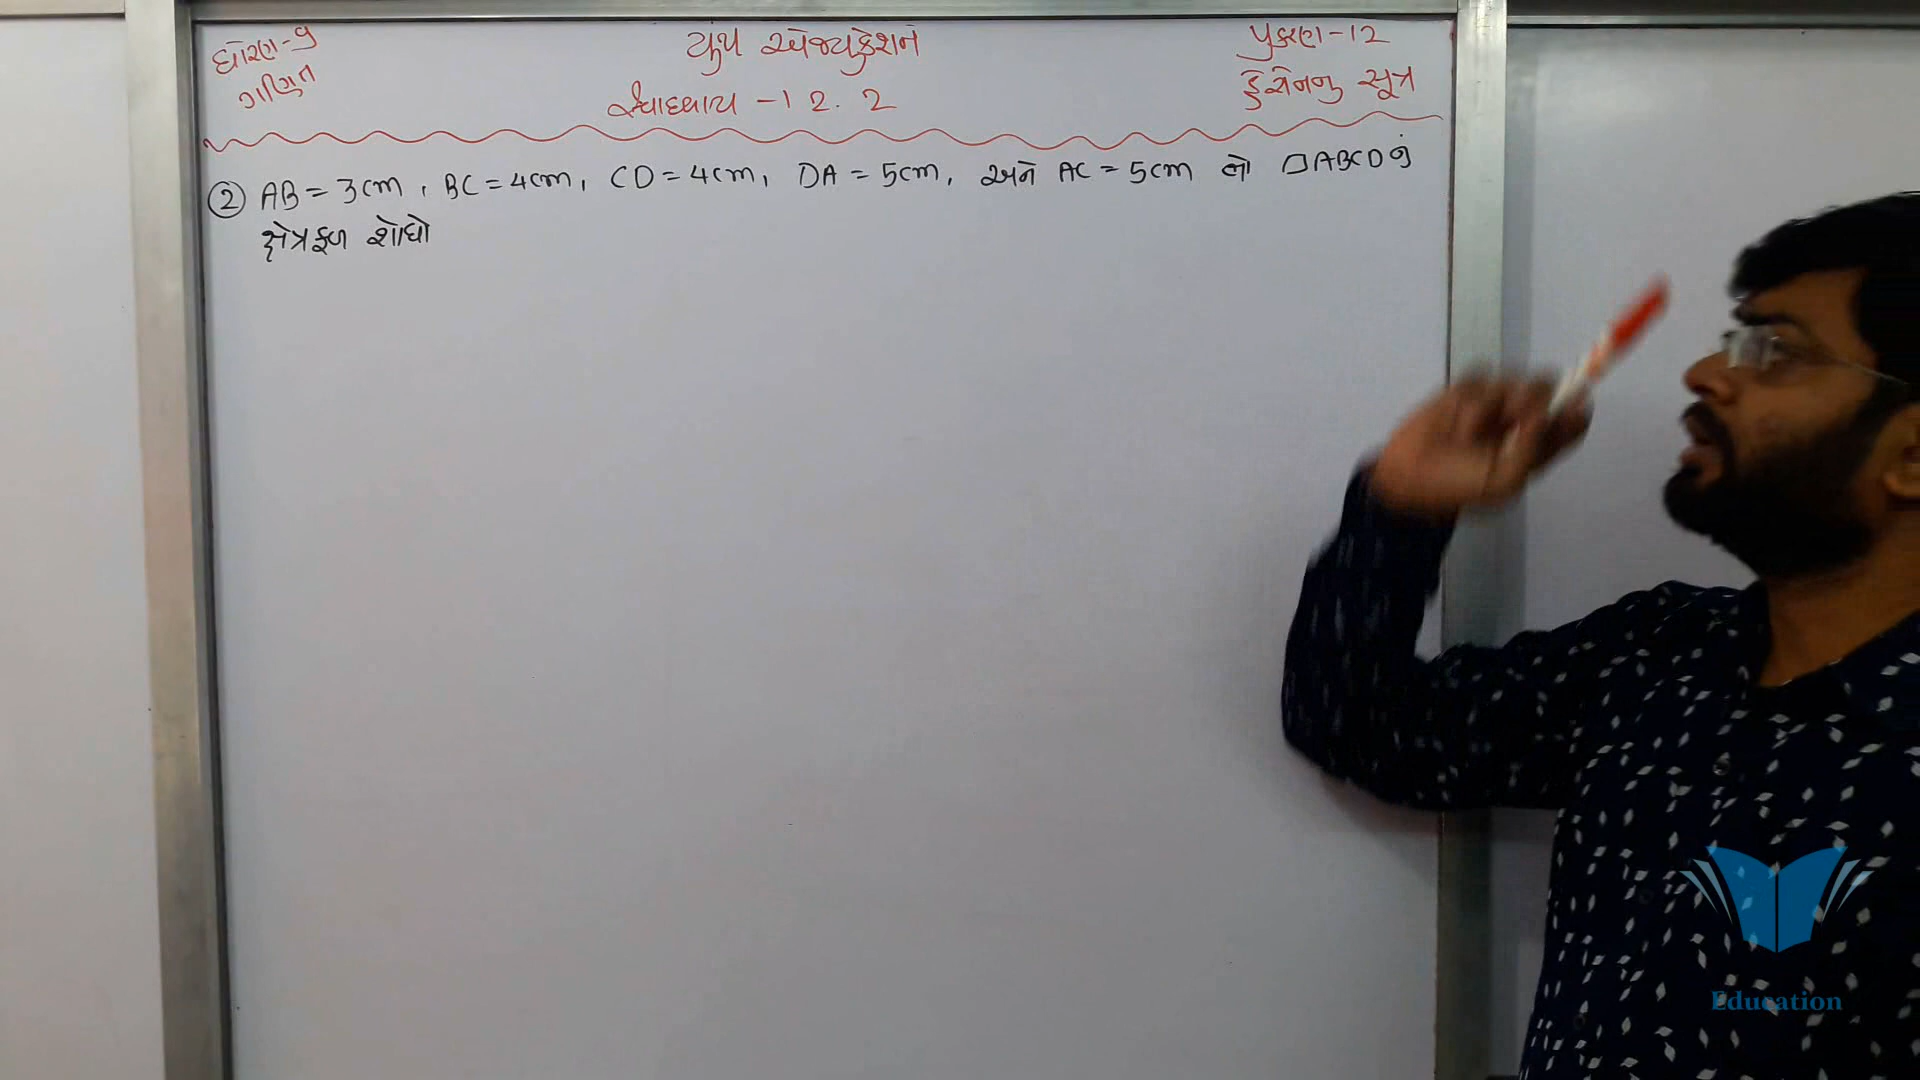 ધોરણ-9
ગણિત
યુપ એજ્યુકેશન
સ્વાધ્યાય -12.2
પ્રકરણ-12
હેરોનનુ સૂત્ર
② AB = 3cm, BC = 4cm, CD = 4cm, DA = 5cm, અને AC = 5cm તો □ABCD નું
ક્ષેત્રફળ શોધો
Education